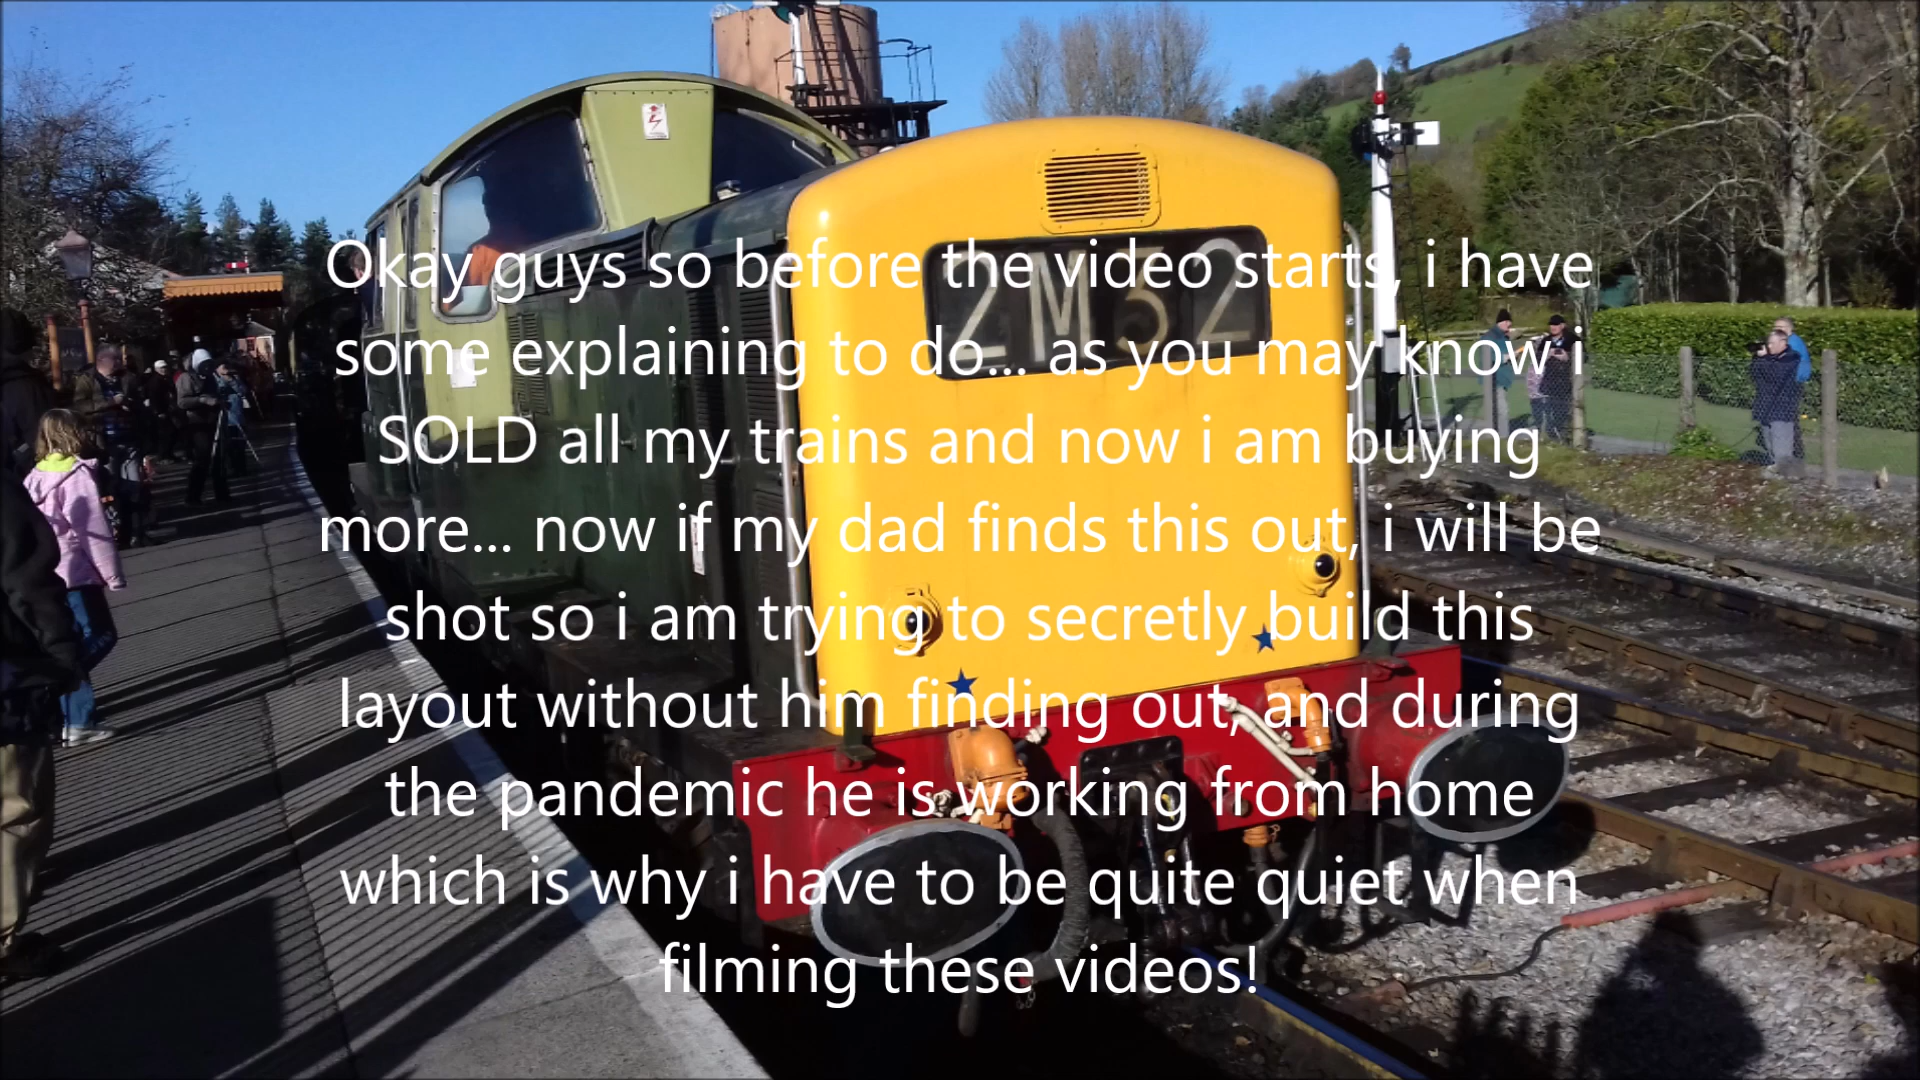 2M32
Okay guys so before the video starts, i have
some explaining to do... as you may know i
SOLD all my trains and now i am buying
more... now if my dad finds this out, i will be
shot so i am trying to secretly build this
layout without him finding out, and during
the pandemic he is working from home
which is why i have to be quite quiet when
filming these videos!